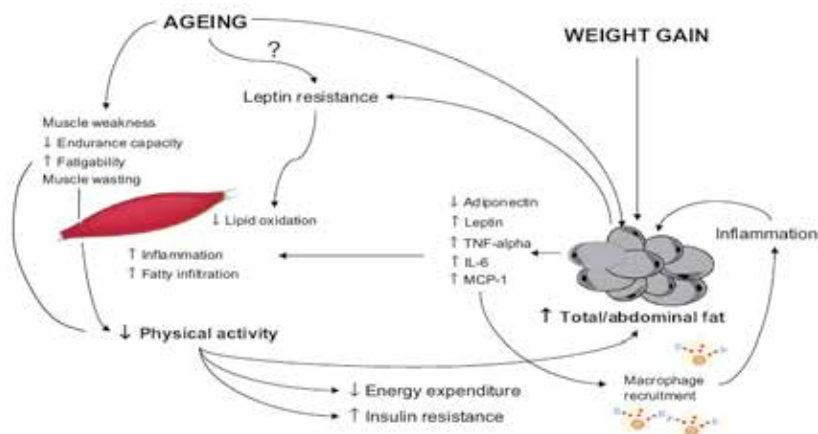 AGEING
WEIGHT GAIN
?
Leptin resistance
Muscle weakness
↓ Endurance capacity
↑ Fatigability
Muscle wasting
↓ Lipid oxidation
↑ Inflammation
↑ Fatty infiltration
↓ Adiponectin
↑ Leptin
↑ TNF-alpha
↑ IL-6
↑ MCP-1
Inflammation
↑ Total/abdominal fat
↓ Physical activity
Macrophage
recruitment
↓ Energy expenditure
↑ Insulin resistance